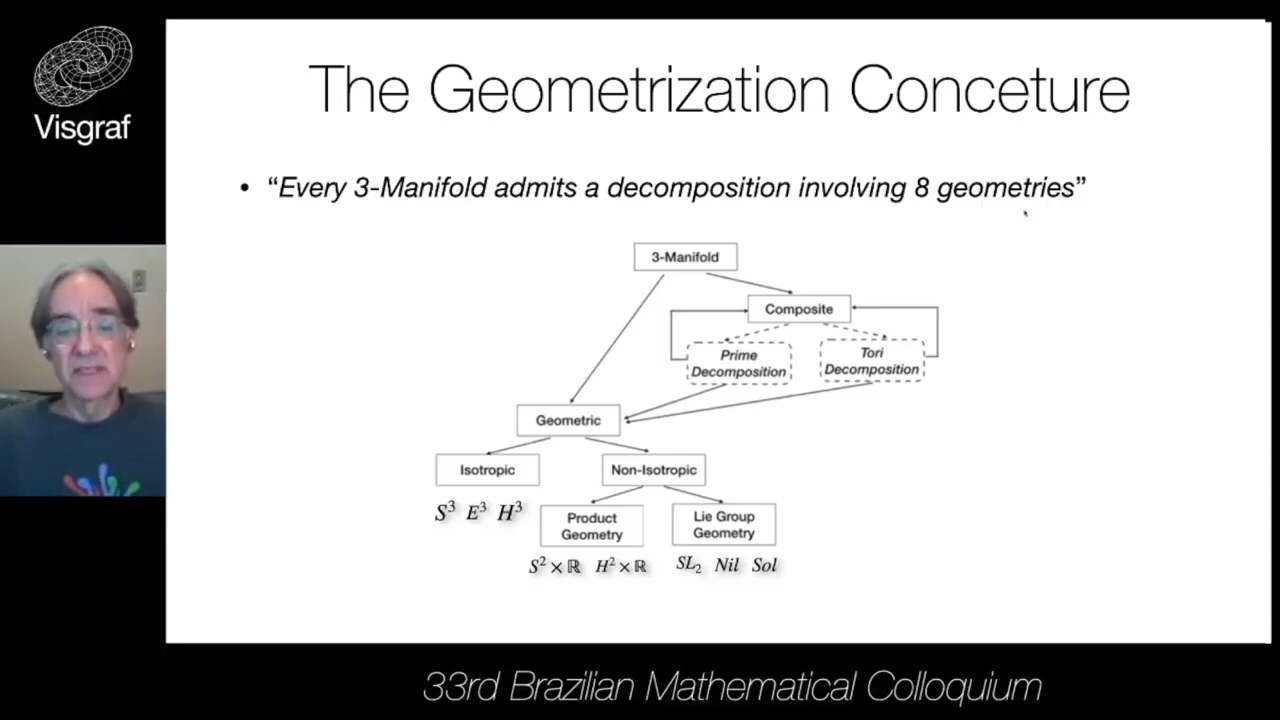 Visgraf
The Geometrization Conceture
• “Every 3-Manifold admits a decomposition involving 8 geometries”
3-Manifold
Composite
Prime
Decomposition
Tori
Decomposition
Geometric
Isotropic
Non-Isotropic
S³ E³ H³
Product
Geometry
Lie Group
Geometry
S² × ℝ H² × ℝ
SL₂ Nil Sol
33rd Brazilian Mathematical Colloquium